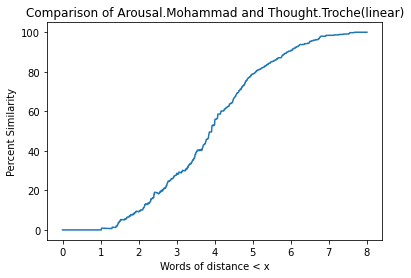 Comparison of Arousal.Mohammad and Thought.Troche(linear)
100
80
60
40
20
0
Percent Similarity
0 1 2 3 4 5 6 7 8
Words of distance < x